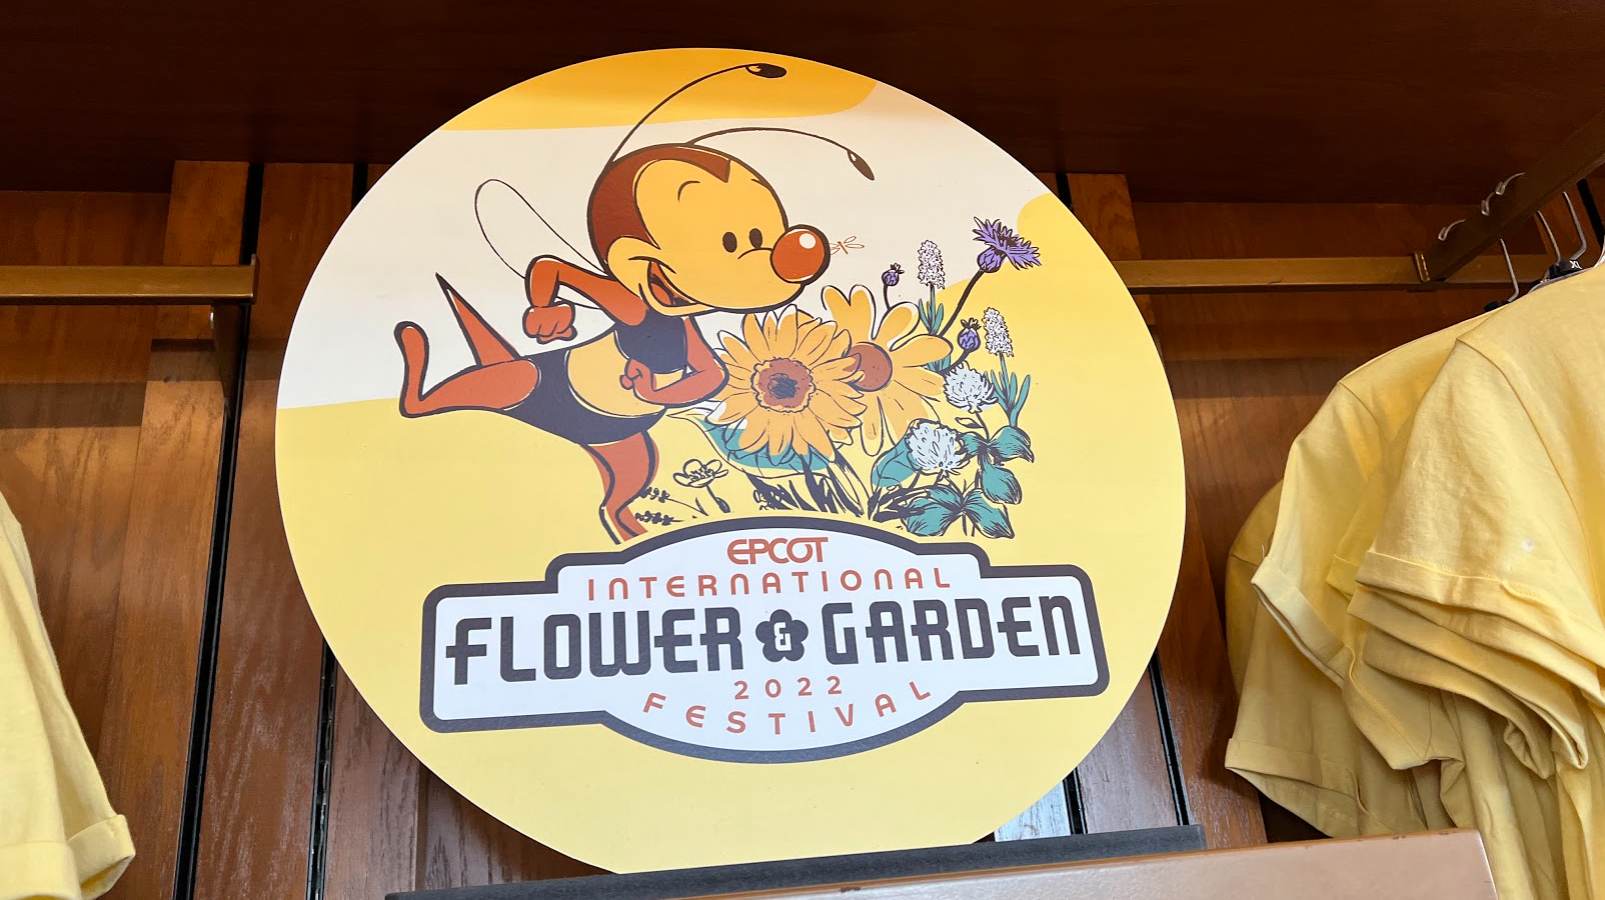 EPCOT
INTERNATIONAL
FLOWER & GARDEN
2022
FESTIVAL